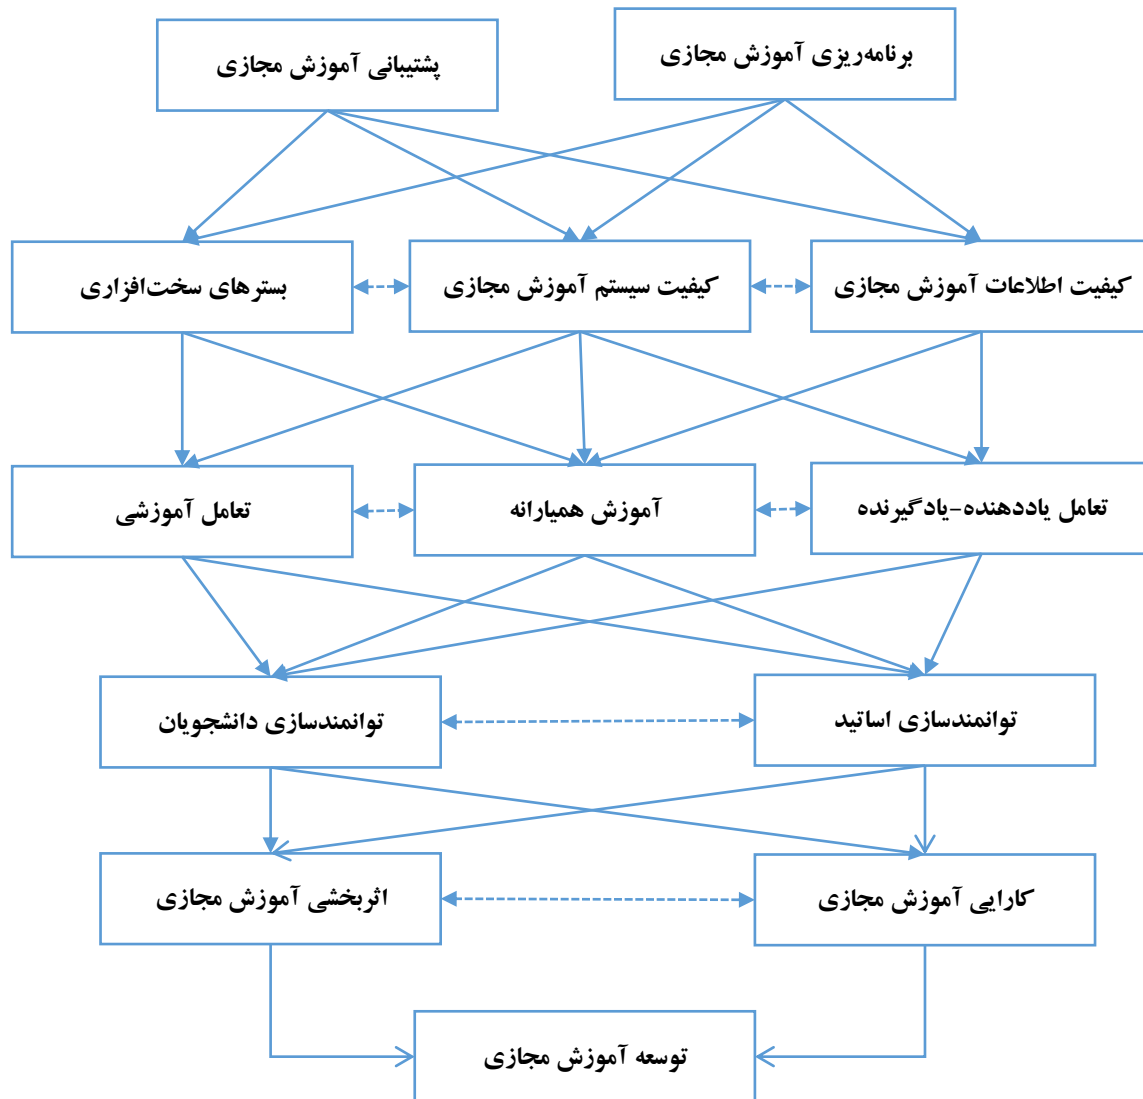 برنامه‌ریزی آموزش مجازی
پشتیبانی آموزش مجازی
کیفیت اطلاعات آموزش مجازی
کیفیت سیستم آموزش مجازی
بسترهای سخت‌افزاری
تعامل یاددهنده-یادگیرنده
آموزش همیارانه
تعامل آموزشی
توانمندسازی اساتید
توانمندسازی دانشجویان
کارایی آموزش مجازی
اثربخشی آموزش مجازی
توسعه آموزش مجازی